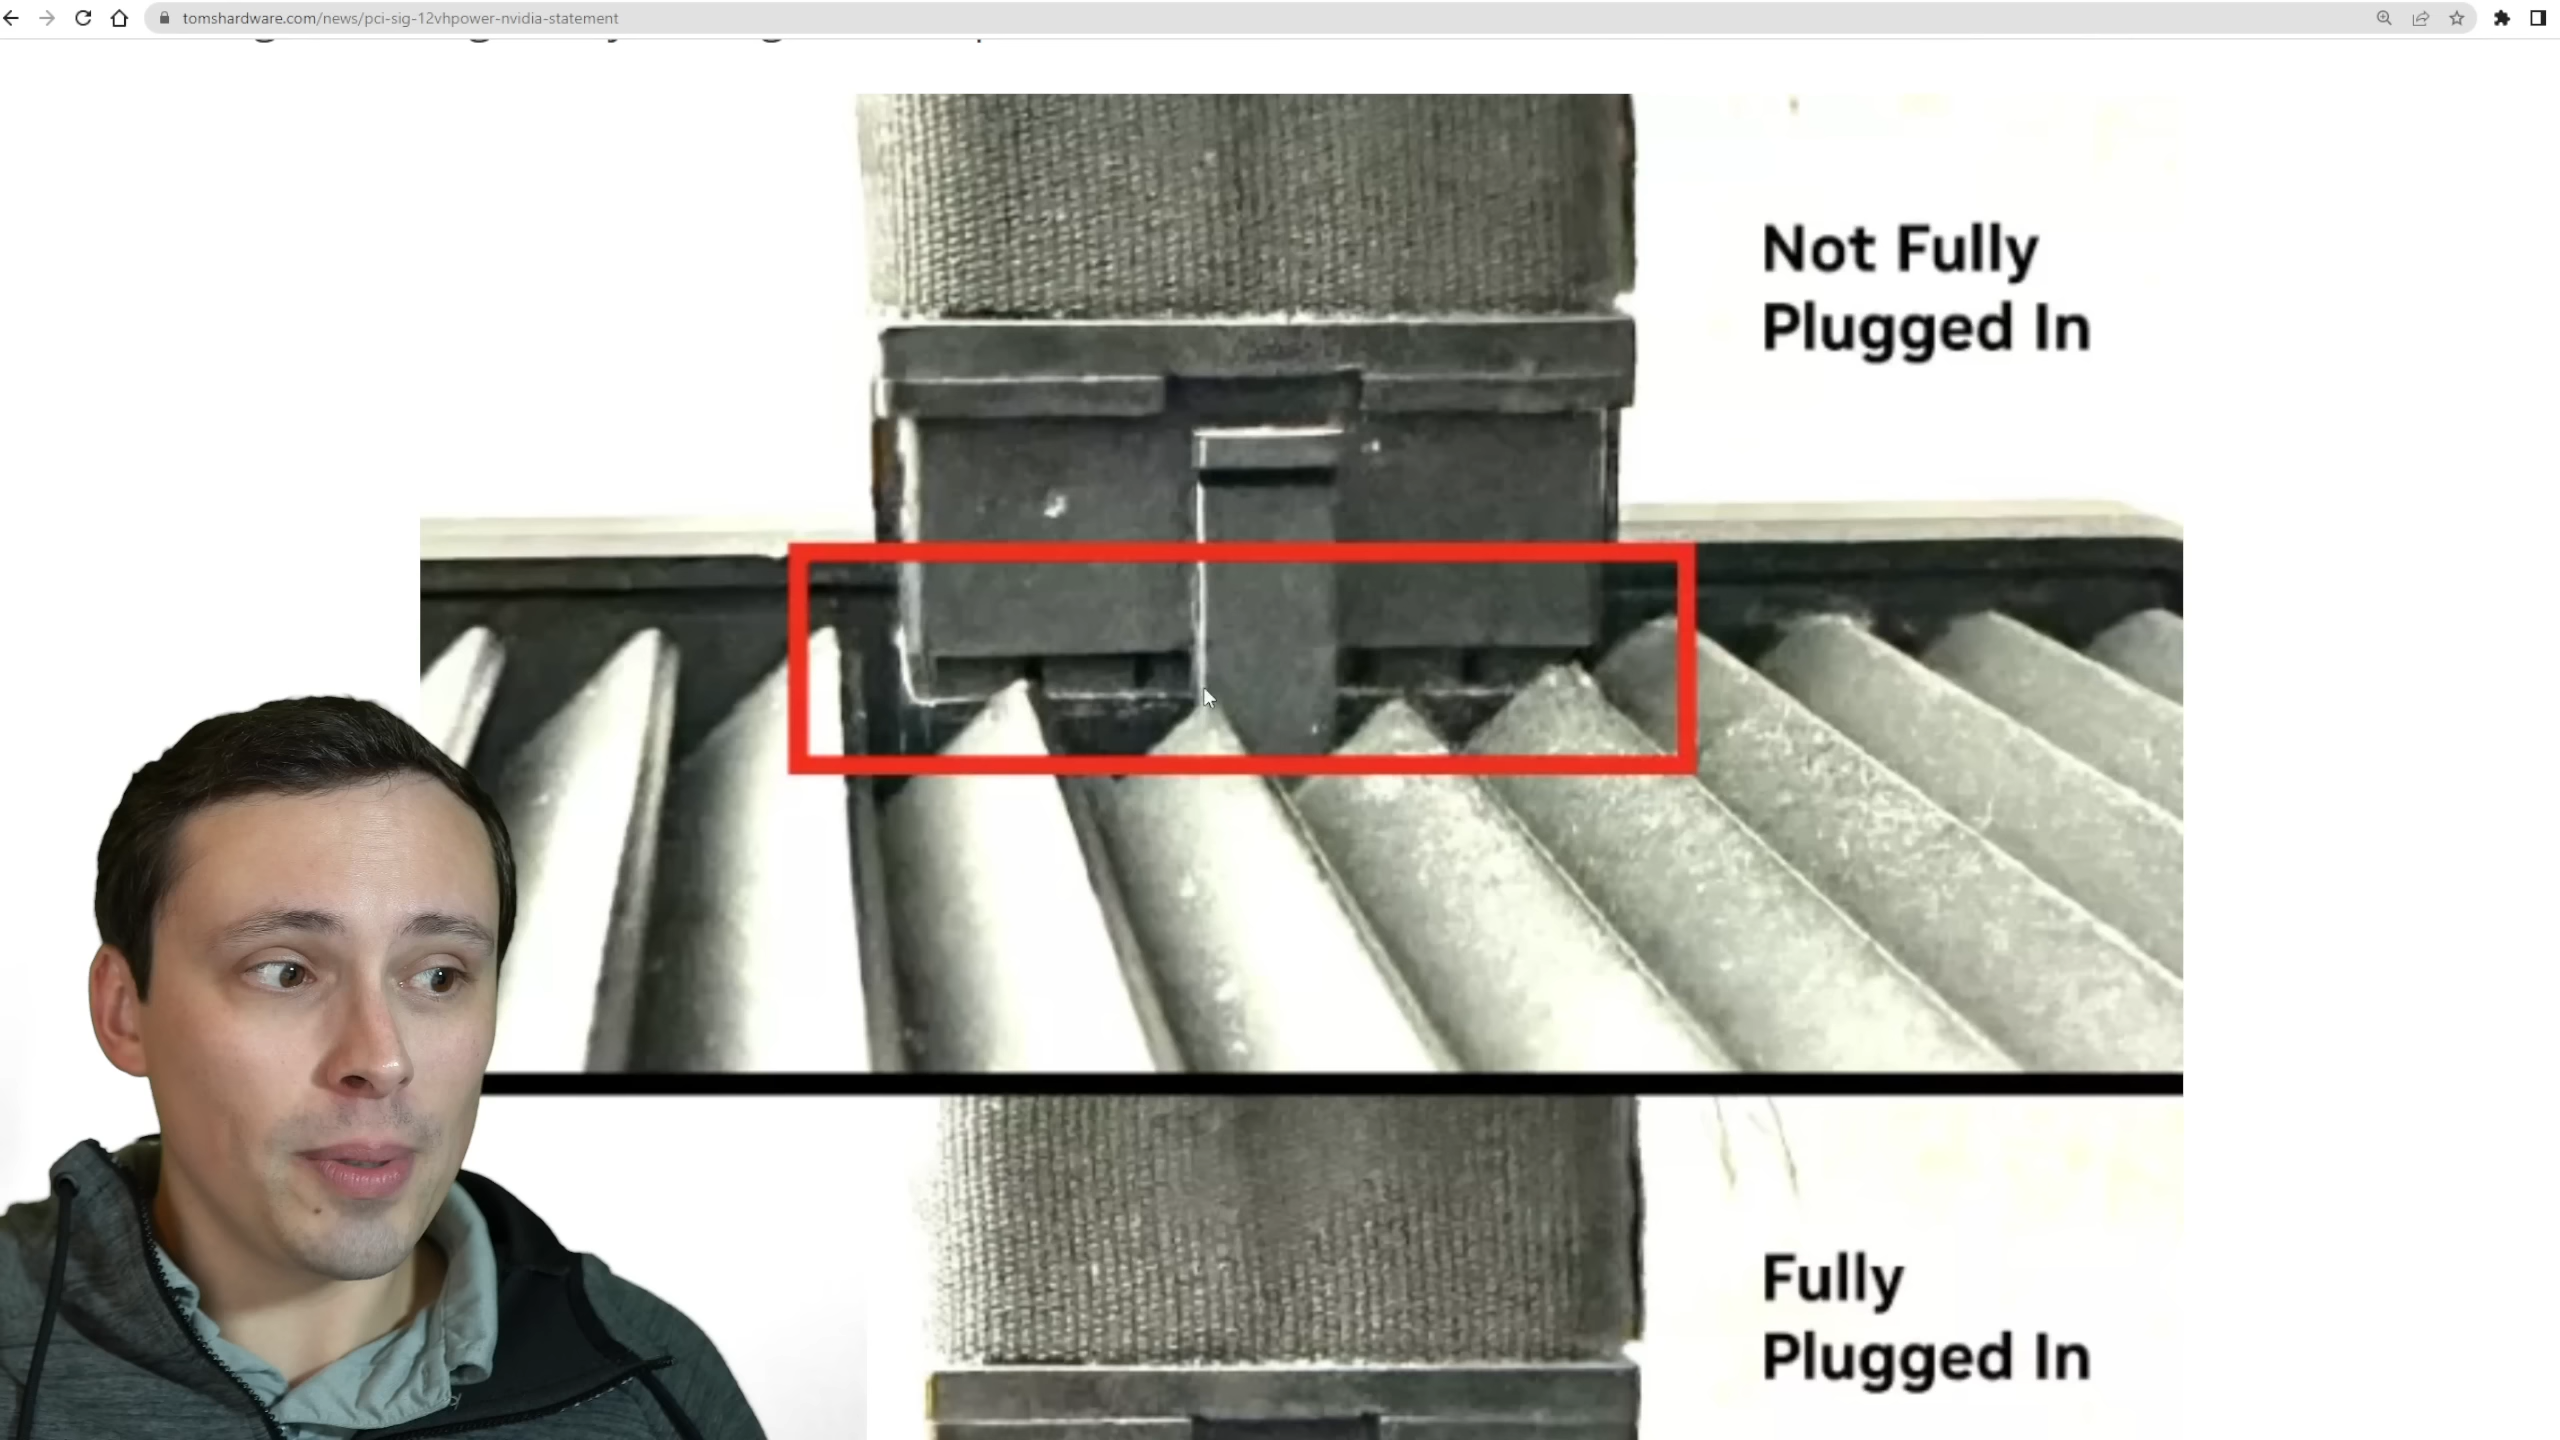 tomshardware.com/news/pci-sig-12vhpower-nvidia-statement
Not Fully
Plugged In
Fully
Plugged In